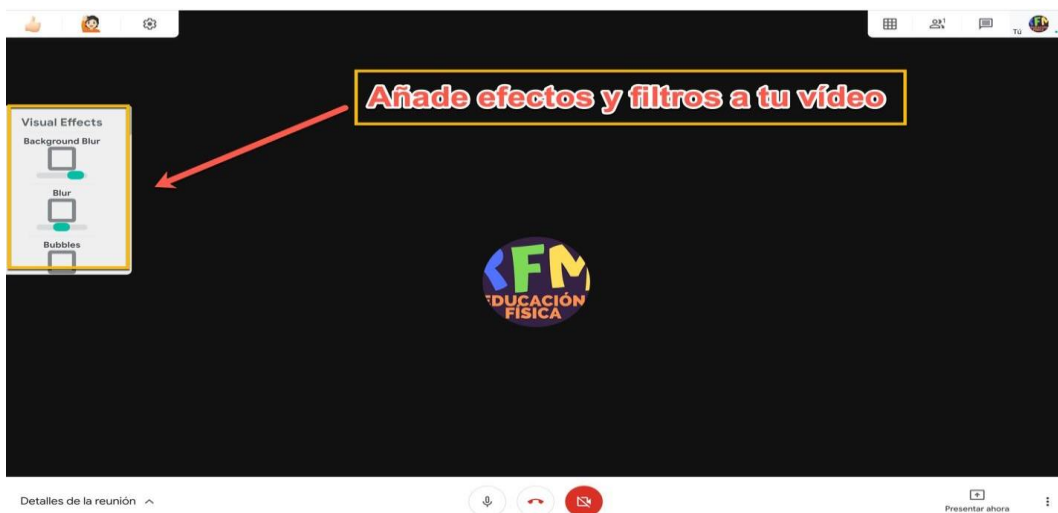 Tú
Añade efectos y filtros a tu vídeo
Visual Effects
Background Blur
Blur
Bubbles
FM
EDUCACIÓN
FÍSICA
Detalles de la reunión
Presentar ahora